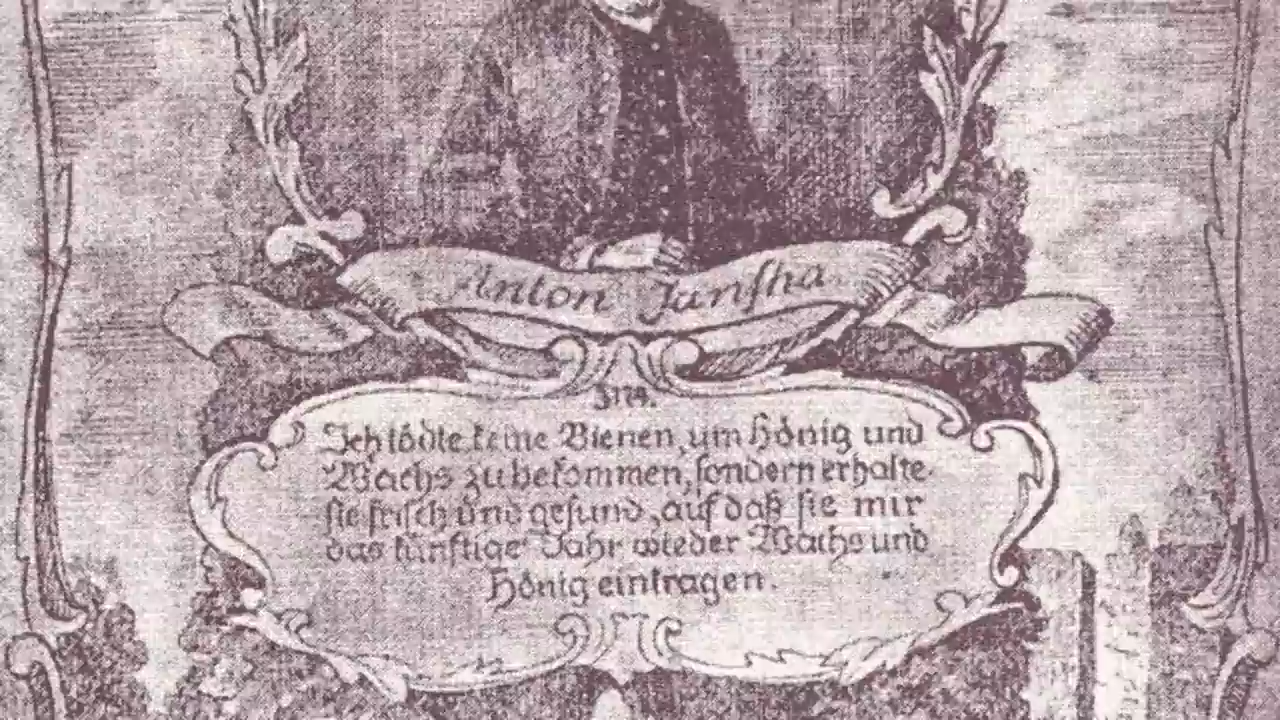 Anton Jansha
Ich tödte keine Bienen, um Hönig und
Wachs zu bekommen, sondern erhalte
sie frisch und gesund, auf daß sie mir
das künftige Jahr wieder Wachs und
Hönig eintragen.